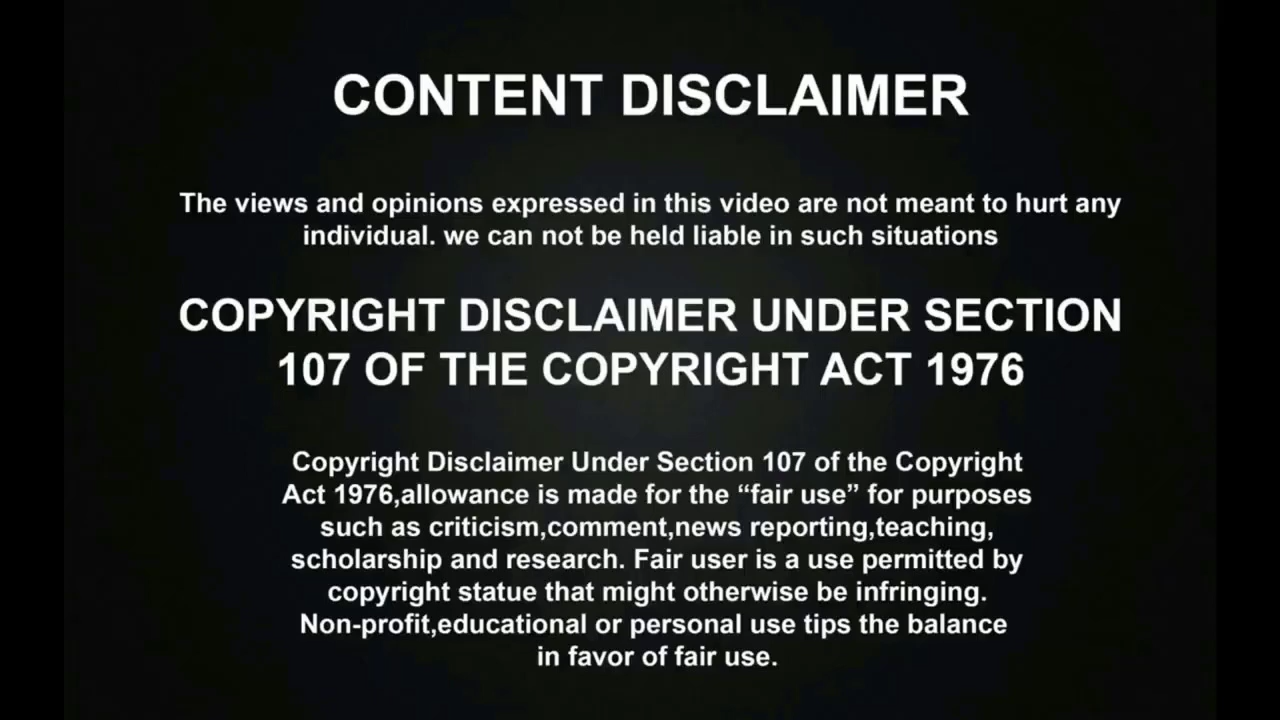 CONTENT DISCLAIMER
The views and opinions expressed in this video are not meant to hurt any
individual. we can not be held liable in such situations
COPYRIGHT DISCLAIMER UNDER SECTION
107 OF THE COPYRIGHT ACT 1976
Copyright Disclaimer Under Section 107 of the Copyright
Act 1976,allowance is made for the “fair use” for purposes
such as criticism,comment,news reporting,teaching,
scholarship and research. Fair user is a use permitted by
copyright statue that might otherwise be infringing.
Non-profit,educational or personal use tips the balance
in favor of fair use.